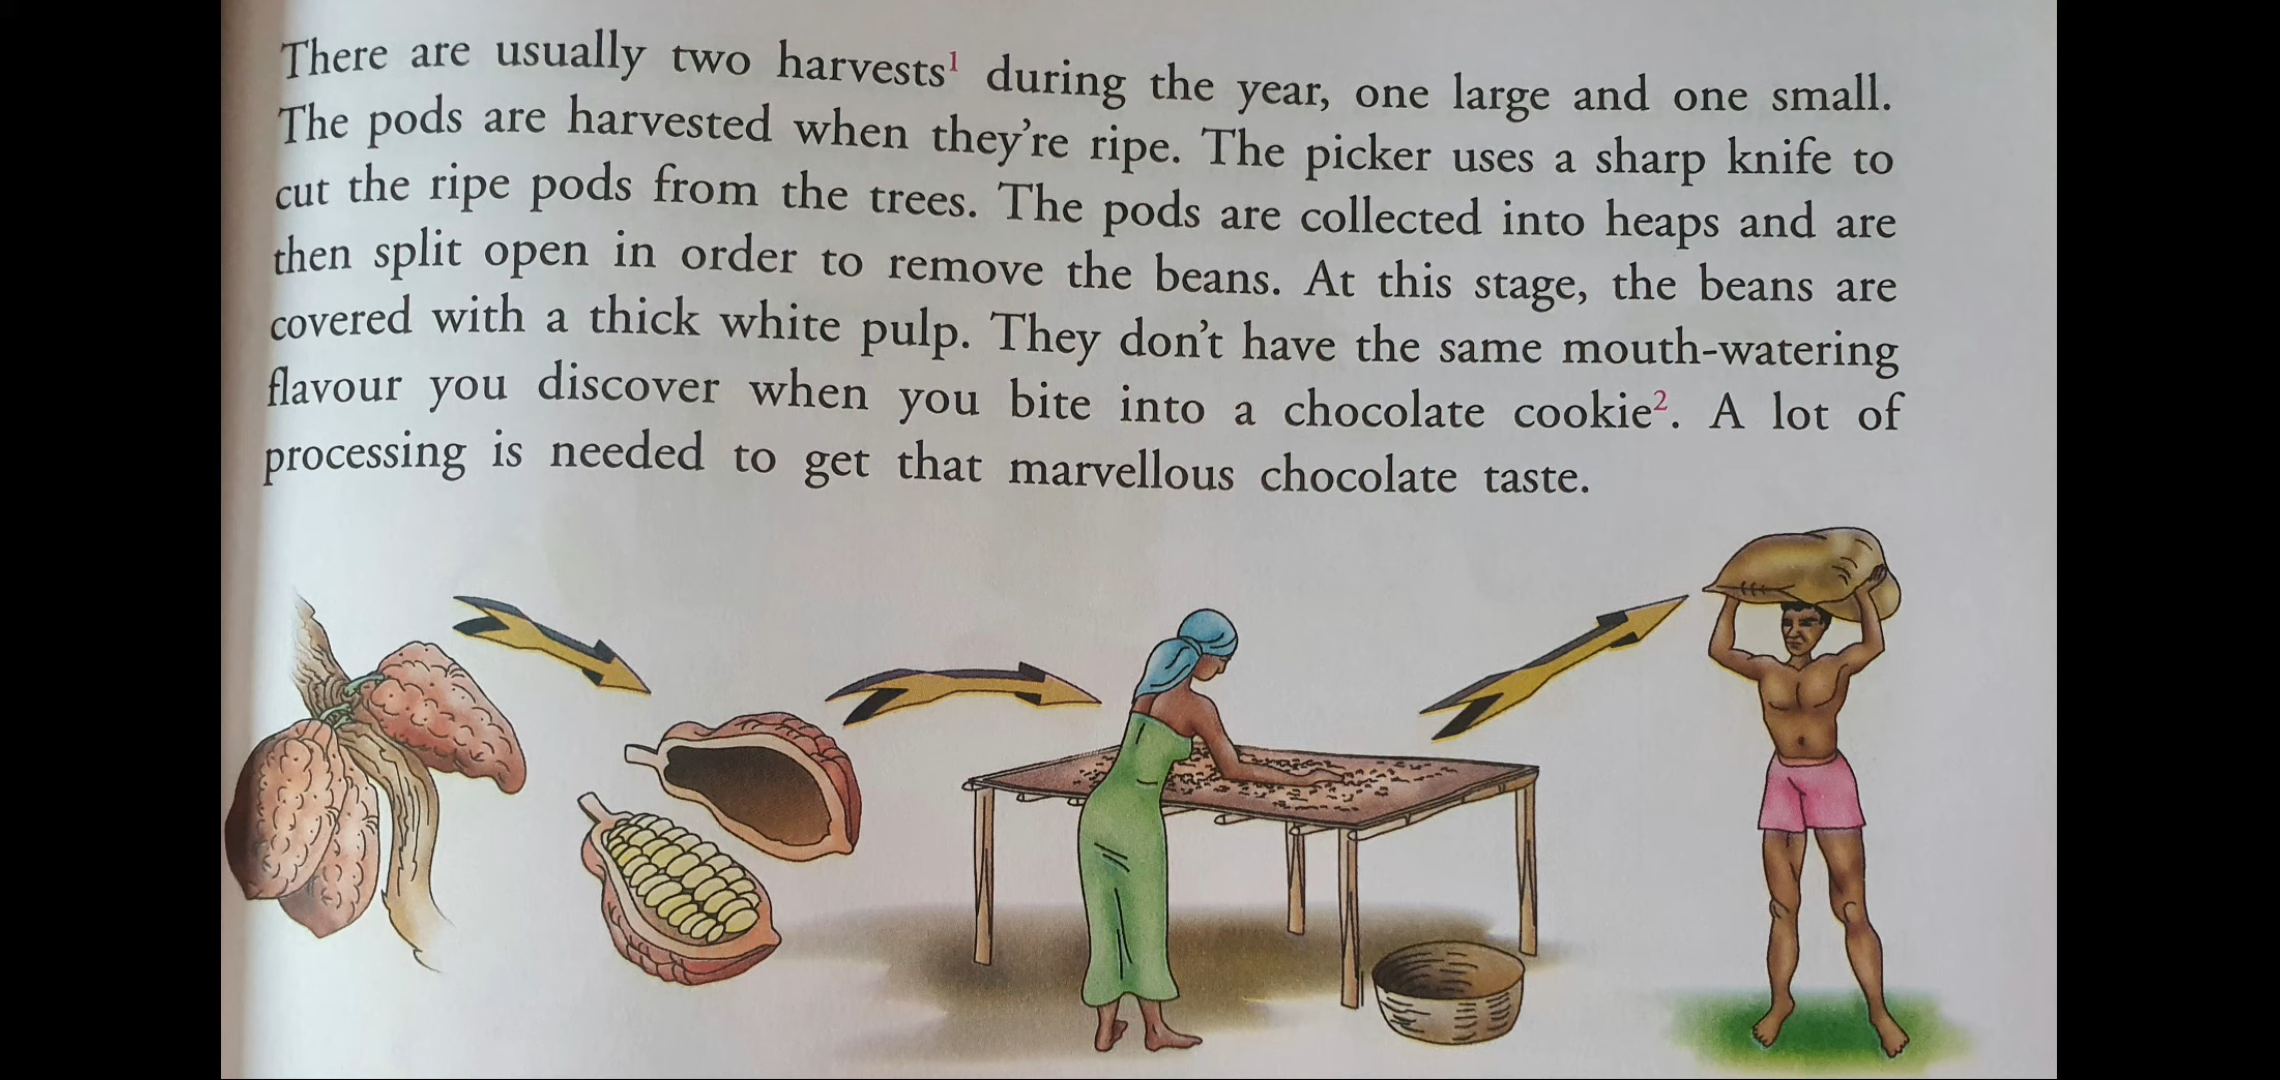 There are usually two harvests¹ during the year, one large and one small.
The pods are harvested when they're ripe. The picker uses a sharp knife to
cut the ripe pods from the trees. The pods are collected into heaps and are
then split open in order to remove the beans. At this stage, the beans are
covered with a thick white pulp. They don't have the same mouth-watering
flavour you discover when you bite into a chocolate cookie². A lot of
processing is needed to get that marvellous chocolate taste.